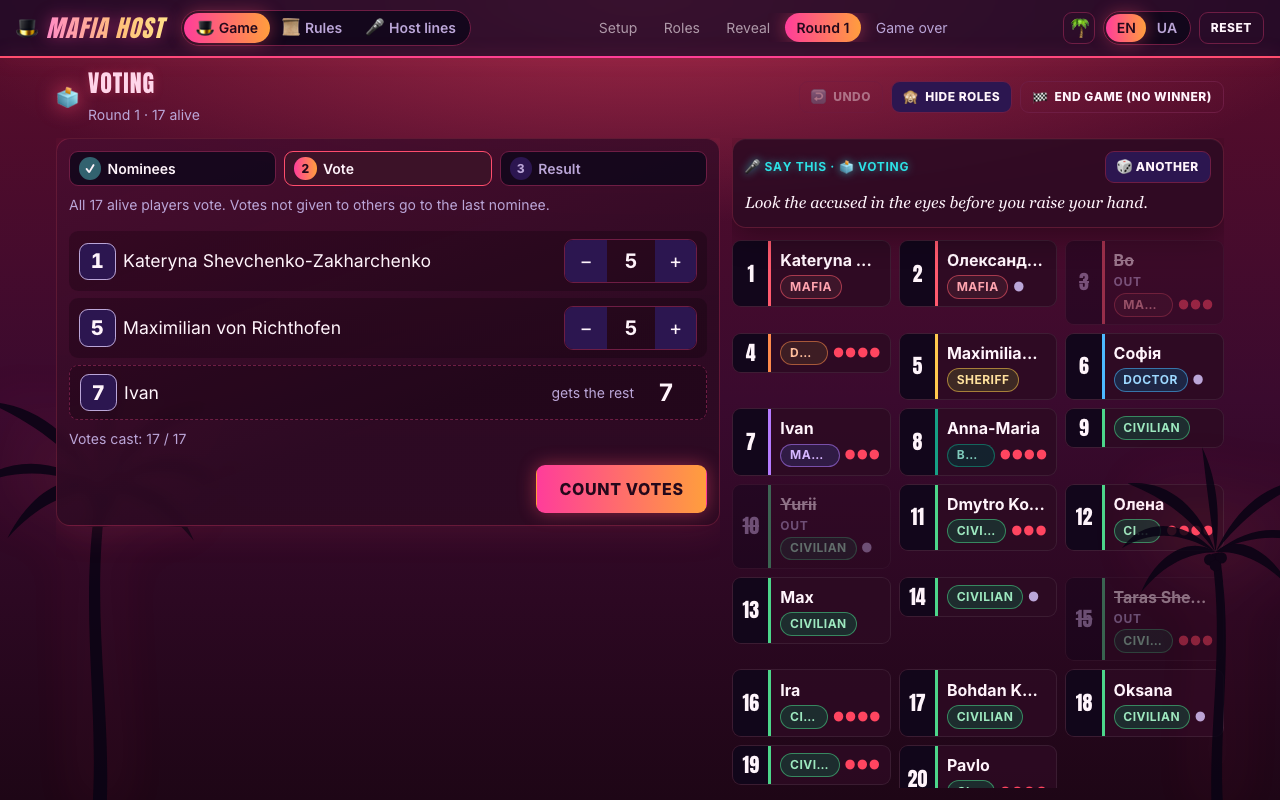 MAFIA HOST
Game
Rules
Host lines
Setup
Roles
Reveal
Round 1
Game over
EN
UA
RESET
VOTING
Round 1 · 17 alive
UNDO
HIDE ROLES
END GAME (NO WINNER)
Nominees
2 Vote
3 Result
All 17 alive players vote. Votes not given to others go to the last nominee.
1 Kateryna Shevchenko-Zakharchenko − 5 +
5 Maximilian von Richthofen − 5 +
7 Ivan gets the rest 7
Votes cast: 17 / 17
COUNT VOTES
SAY THIS · VOTING
ANOTHER
Look the accused in the eyes before you raise your hand.
1 Kateryna ...
MAFIA
2 Олександ...
MAFIA
3 Bo
OUT
MA...
4 D...
5 Maximilia...
SHERIFF
6 Софія
DOCTOR
7 Ivan
MA...
8 Anna-Maria
B...
9 CIVILIAN
10 Yurii
OUT
CIVILIAN
11 Dmytro Ko...
CIVI...
12 Олена
CI...
13 Max
CIVILIAN
14 CIVILIAN
15 Taras She...
OUT
CIVI...
16 Ira
CI...
17 Bohdan K...
CIVILIAN
18 Oksana
CIVILIAN
19 CIVI...
20 Pavlo